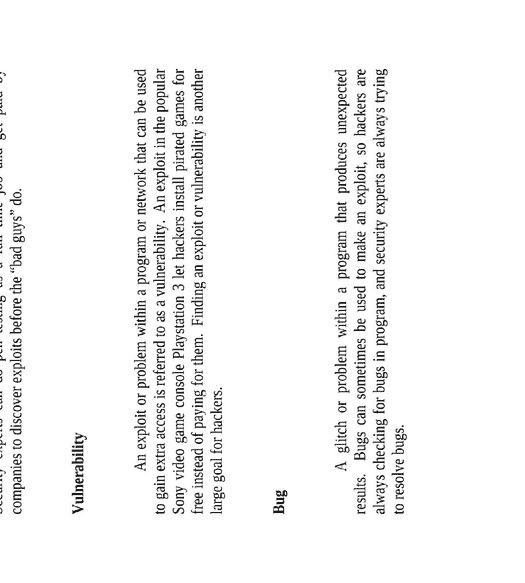 companies to discover exploits before the “bad guys” do.
Vulnerability
An exploit or problem within a program or network that can be used
to gain extra access is referred to as a vulnerability. An exploit in the popular
Sony video game console Playstation 3 let hackers install pirated games for
free instead of paying for them. Finding an exploit or vulnerability is another
large goal for hackers.
Bug
A glitch or problem within a program that produces unexpected
results. Bugs can sometimes be used to make an exploit, so hackers are
always checking for bugs in program, and security experts are always trying
to resolve bugs.